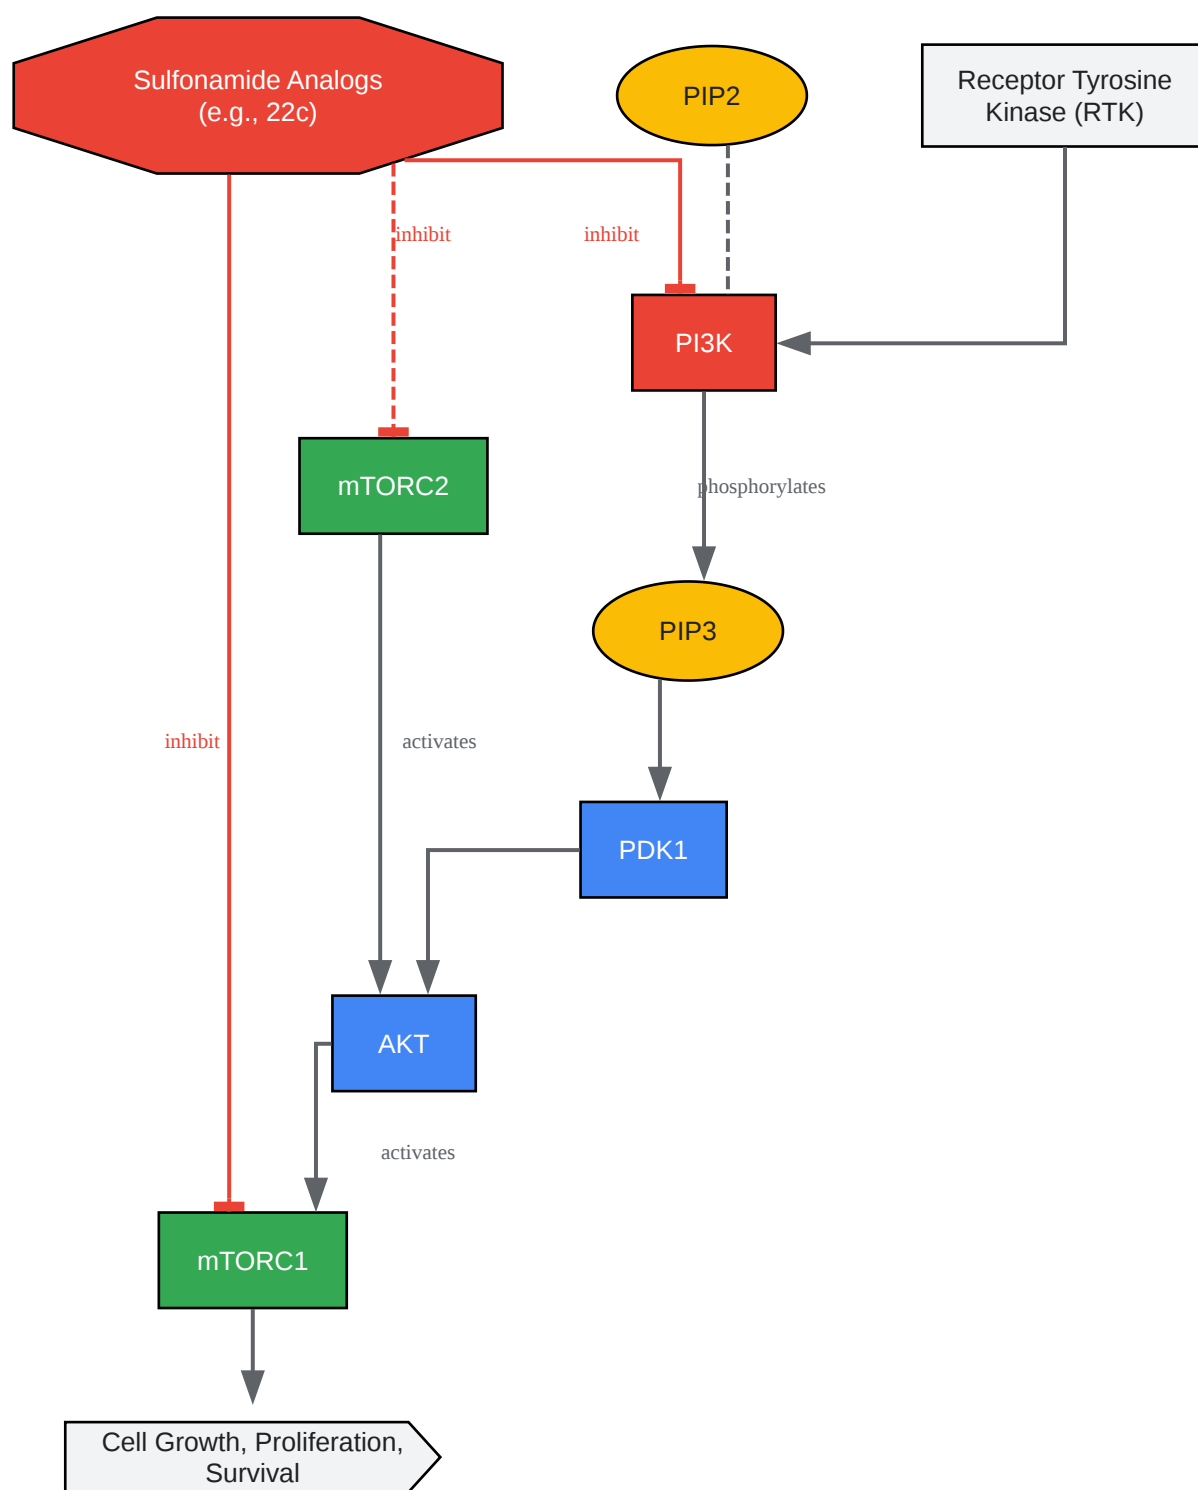 Sulfonamide Analogs
(e.g., 22c)
PIP2
Receptor Tyrosine
Kinase (RTK)
inhibit
inhibit
PI3K
mTORC2
phosphorylates
PIP3
inhibit
activates
PDK1
AKT
activates
mTORC1
Cell Growth, Proliferation,
Survival